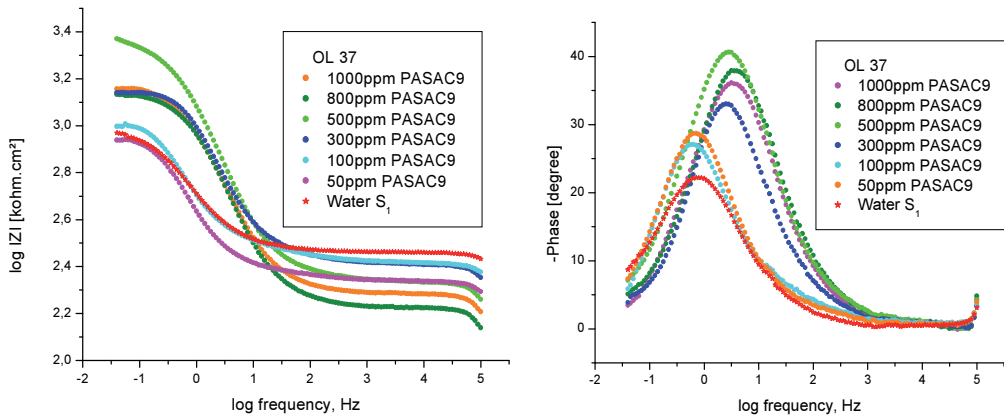 3,4
3,2
3,0
2,8
2,6
2,4
2,2
2,0
log |Z| [kohm.cm²]
-2 -1 0 1 2 3 4 5
log frequency, Hz
OL 37
1000ppm PASAC9
800ppm PASAC9
500ppm PASAC9
300ppm PASAC9
100ppm PASAC9
50ppm PASAC9
Water S₁
40
30
20
10
0
-Phase [degree]
-2 -1 0 1 2 3 4 5
log frequency, Hz
OL 37
1000ppm PASAC9
800ppm PASAC9
500ppm PASAC9
300ppm PASAC9
100ppm PASAC9
50ppm PASAC9
Water S₁